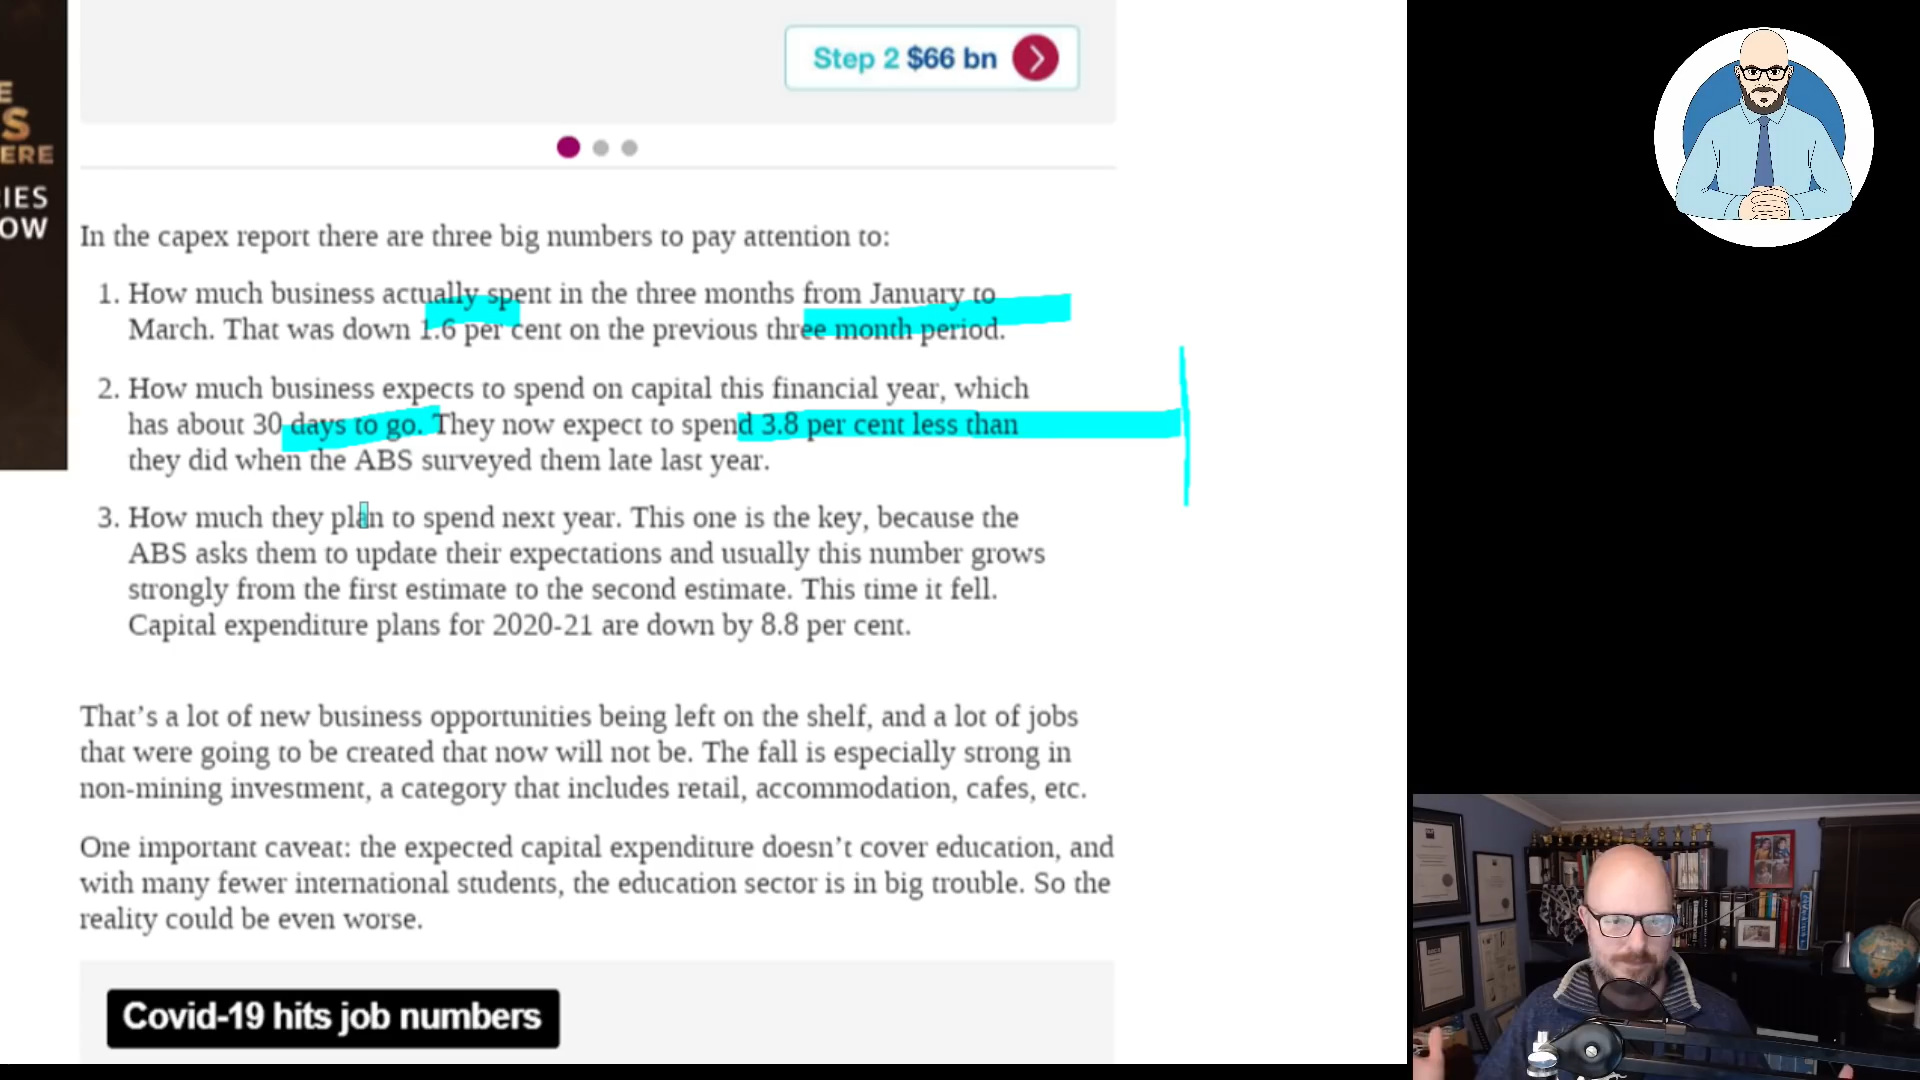 E
S
ERE
IES
OW
Step 2 $66 bn
In the capex report there are three big numbers to pay attention to:
1. How much business actually spent in the three months from January to
March. That was down 1.6 per cent on the previous three month period.
2. How much business expects to spend on capital this financial year, which
has about 30 days to go. They now expect to spend 3.8 per cent less than
they did when the ABS surveyed them late last year.
3. How much they plan to spend next year. This one is the key, because the
ABS asks them to update their expectations and usually this number grows
strongly from the first estimate to the second estimate. This time it fell.
Capital expenditure plans for 2020-21 are down by 8.8 per cent.
That’s a lot of new business opportunities being left on the shelf, and a lot of jobs
that were going to be created that now will not be. The fall is especially strong in
non-mining investment, a category that includes retail, accommodation, cafes, etc.
One important caveat: the expected capital expenditure doesn’t cover education, and
with many fewer international students, the education sector is in big trouble. So the
reality could be even worse.
Covid-19 hits job numbers